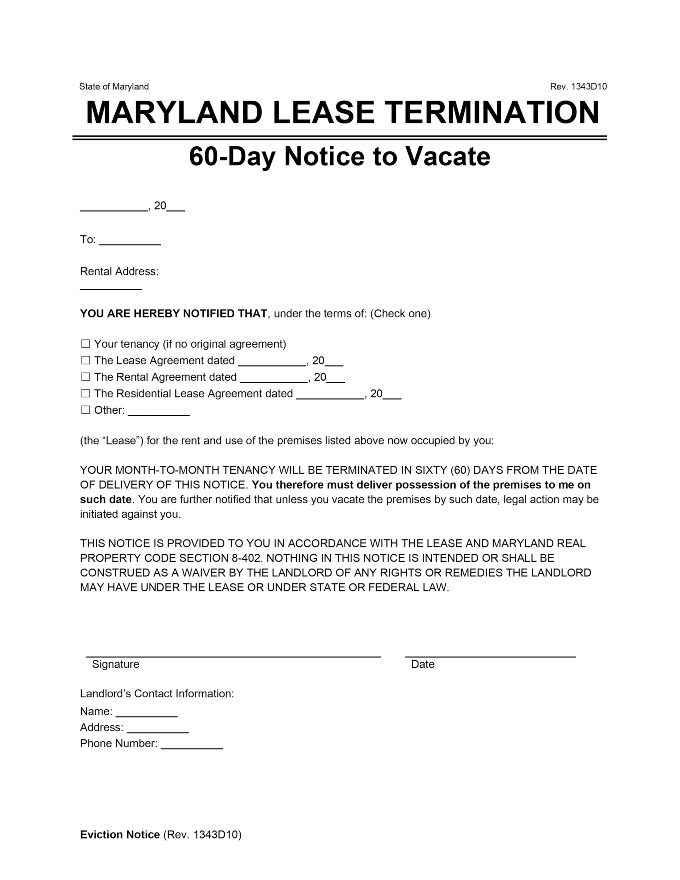 State of Maryland Rev. 1343D10
MARYLAND LEASE TERMINATION
60-Day Notice to Vacate
___________, 20___
To: __________
Rental Address:
__________
YOU ARE HEREBY NOTIFIED THAT, under the terms of: (Check one)
☐ Your tenancy (if no original agreement)
☐ The Lease Agreement dated ___________, 20___
☐ The Rental Agreement dated ___________, 20___
☐ The Residential Lease Agreement dated ___________, 20___
☐ Other: __________
(the “Lease”) for the rent and use of the premises listed above now occupied by you:
YOUR MONTH-TO-MONTH TENANCY WILL BE TERMINATED IN SIXTY (60) DAYS FROM THE DATE
OF DELIVERY OF THIS NOTICE. You therefore must deliver possession of the premises to me on
such date. You are further notified that unless you vacate the premises by such date, legal action may be
initiated against you.
THIS NOTICE IS PROVIDED TO YOU IN ACCORDANCE WITH THE LEASE AND MARYLAND REAL
PROPERTY CODE SECTION 8-402. NOTHING IN THIS NOTICE IS INTENDED OR SHALL BE
CONSTRUED AS A WAIVER BY THE LANDLORD OF ANY RIGHTS OR REMEDIES THE LANDLORD
MAY HAVE UNDER THE LEASE OR UNDER STATE OR FEDERAL LAW.
Signature Date
Landlord’s Contact Information:
Name: __________
Address: __________
Phone Number: __________
Eviction Notice (Rev. 1343D10)